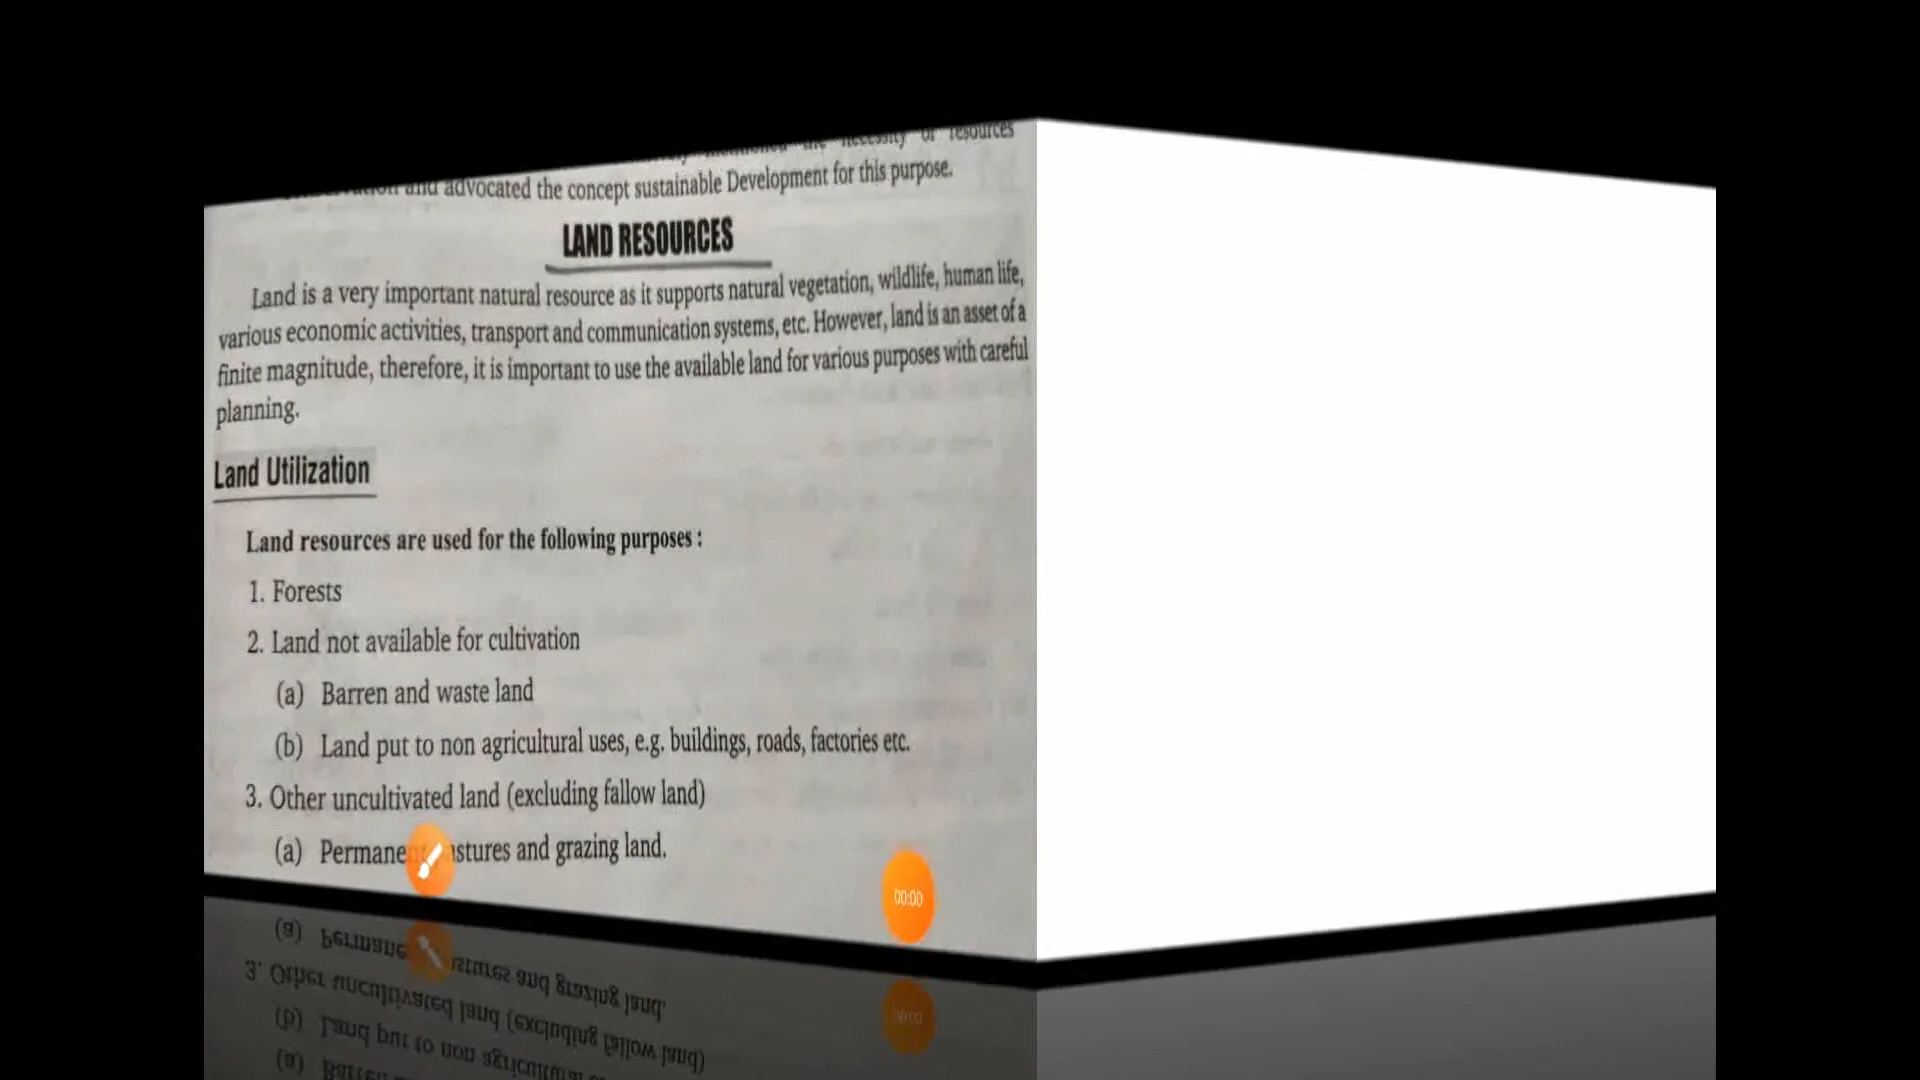 the necessity of resources
and advocated the concept sustainable Development for this purpose.
LAND RESOURCES
Land is a very important natural resource as it supports natural vegetation, wildlife, human life,
various economic activities, transport and communication systems, etc. However, land is an asset of a
finite magnitude, therefore, it is important to use the available land for various purposes with careful
planning.
Land Utilization
Land resources are used for the following purposes :
1. Forests
2. Land not available for cultivation
(a) Barren and waste land
(b) Land put to non agricultural uses, e.g. buildings, roads, factories etc.
3. Other uncultivated land (excluding fallow land)
(a) and grazing land.
00:00